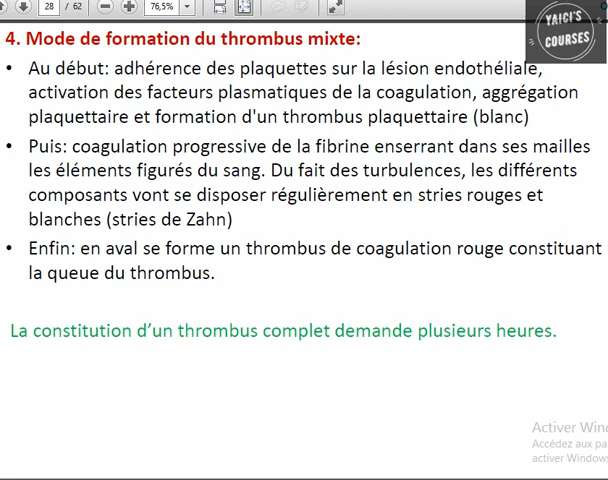 28 / 62 76,5%
YAICI'S
COURSES
4. Mode de formation du thrombus mixte:
• Au début: adhérence des plaquettes sur la lésion endothéliale,
activation des facteurs plasmatiques de la coagulation, aggrégation
plaquettaire et formation d'un thrombus plaquettaire (blanc)
• Puis: coagulation progressive de la fibrine enserrant dans ses mailles
les éléments figurés du sang. Du fait des turbulences, les différents
composants vont se disposer régulièrement en stries rouges et
blanches (stries de Zahn)
• Enfin: en aval se forme un thrombus de coagulation rouge constituant
la queue du thrombus.
La constitution d'un thrombus complet demande plusieurs heures.
Activer Wind
Accédez aux pa
activer Windows